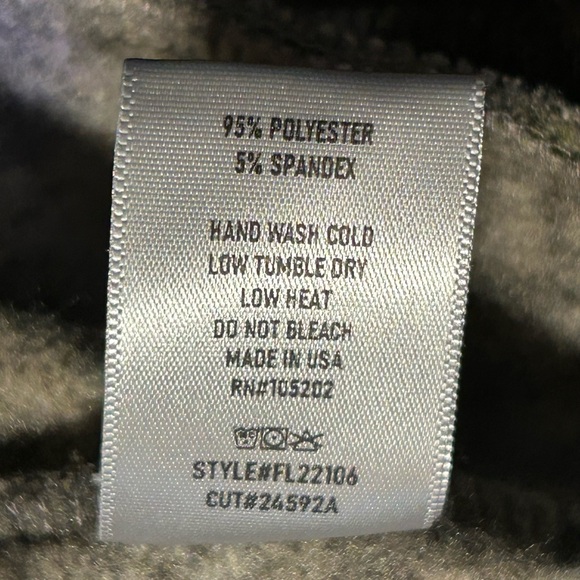 95% POLYESTER
5% SPANDEX
HAND WASH COLD
LOW TUMBLE DRY
LOW HEAT
DO NOT BLEACH
MADE IN USA
RN#105202
STYLE#FL22106
CUT#24592A